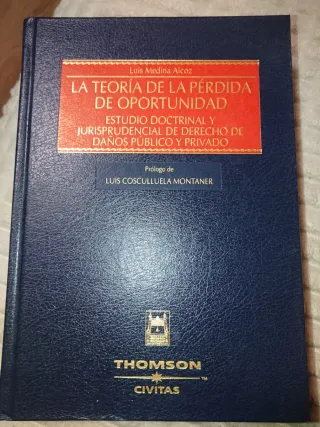 Luis Medina Alcoz
LA TEORÍA DE LA PÉRDIDA
DE OPORTUNIDAD
ESTUDIO DOCTRINAL Y
JURISPRUDENCIAL DE DERECHO DE
DAÑOS PÚBLICO Y PRIVADO
Prólogo de
LUIS COSCULLUELA MONTANER
THOMSON
CIVITAS